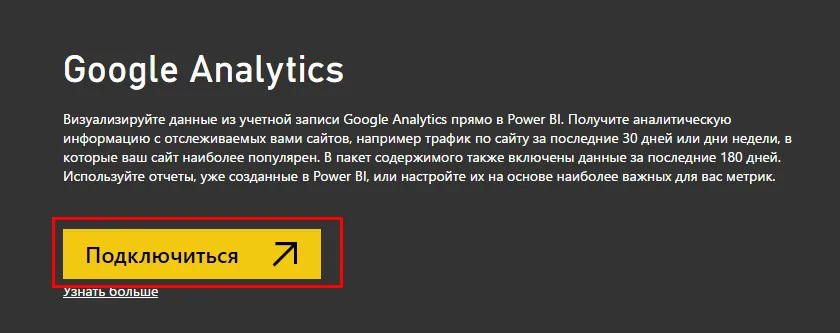 Google Analytics
Визуализируйте данные из учетной записи Google Analytics прямо в Power BI. Получите аналитическую
информацию с отслеживаемых вами сайтов, например трафик по сайту за последние 30 дней или дни недели, в
которые ваш сайт наиболее популярен. В пакет содержимого также включены данные за последние 180 дней.
Используйте отчеты, уже созданные в Power BI, или настройте их на основе наиболее важных для вас метрик.
Подключиться
Узнать больше